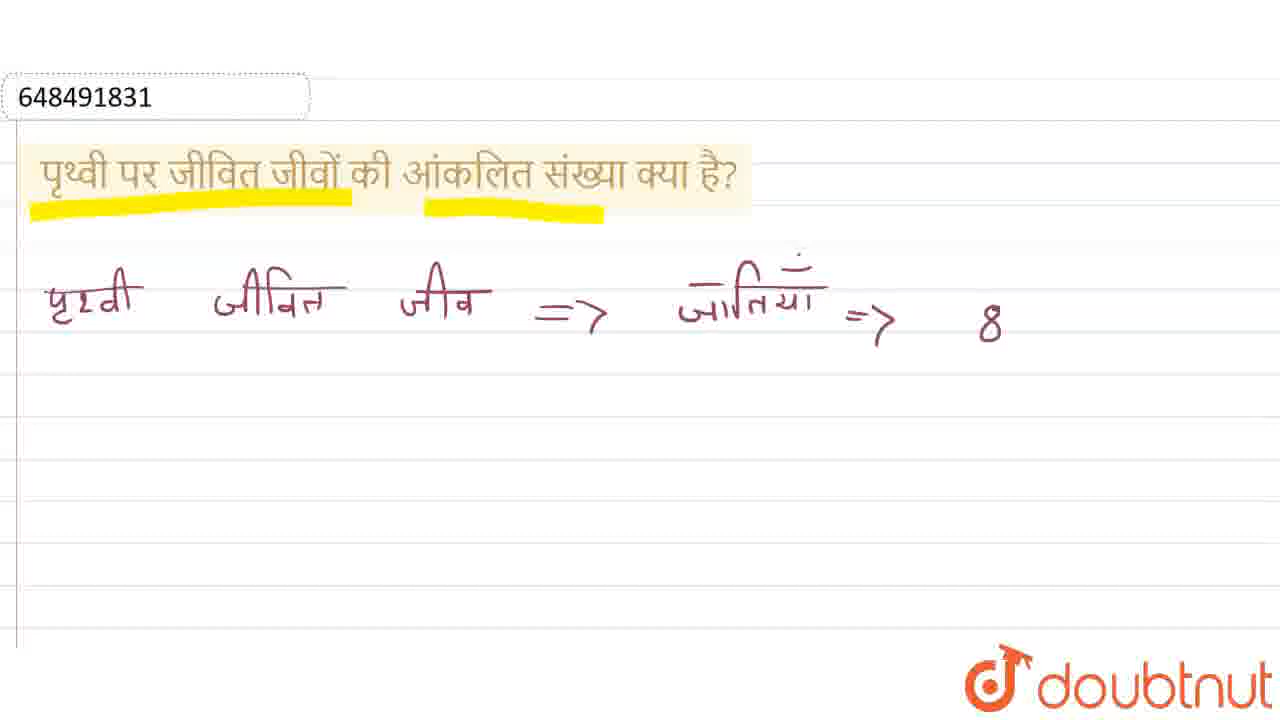 648491831
पृथ्वी पर जीवित जीवों की आंकलित संख्या क्या है?
पृथ्वी जीवित जीव => जातियां => 8
doubtnut